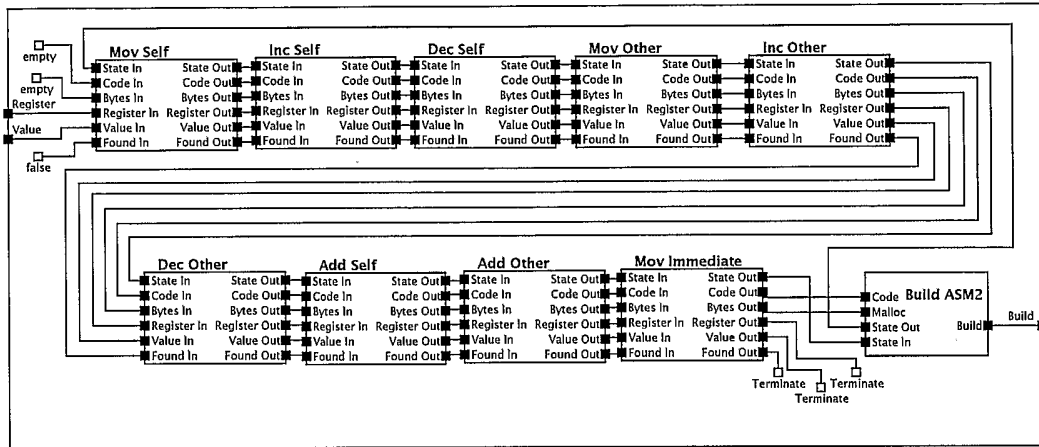 Mov Self
Inc Self
Dec Self
Mov Other
Inc Other
empty
empty
Register
Value
false
State In State Out
Code In Code Out
Bytes In Bytes Out
Register In Register Out
Value In Value Out
Found In Found Out
State In State Out
Code In Code Out
Bytes In Bytes Out
Register In Register Out
Value In Value Out
Found In Found Out
State In State Out
Code In Code Out
Bytes In Bytes Out
Register In Register Out
Value In Value Out
Found In Found Out
State In State Out
Code In Code Out
Bytes In Bytes Out
Register In Register Out
Value In Value Out
Found In Found Out
State In State Out
Code In Code Out
Bytes In Bytes Out
Register In Register Out
Value In Value Out
Found In Found Out
Dec Other
Add Self
Add Other
Mov Immediate
State In State Out
Code In Code Out
Bytes In Bytes Out
Register In Register Out
Value In Value Out
Found In Found Out
State In State Out
Code In Code Out
Bytes In Bytes Out
Register In Register Out
Value In Value Out
Found In Found Out
State In State Out
Code In Code Out
Bytes In Bytes Out
Register In Register Out
Value In Value Out
Found In Found Out
State In State Out
Code In Code Out
Bytes In Bytes Out
Register In Register Out
Value In Value Out
Found In Found Out
Code Build ASM2
Malloc
State Out
Build
State In
Build
Terminate
Terminate
Terminate